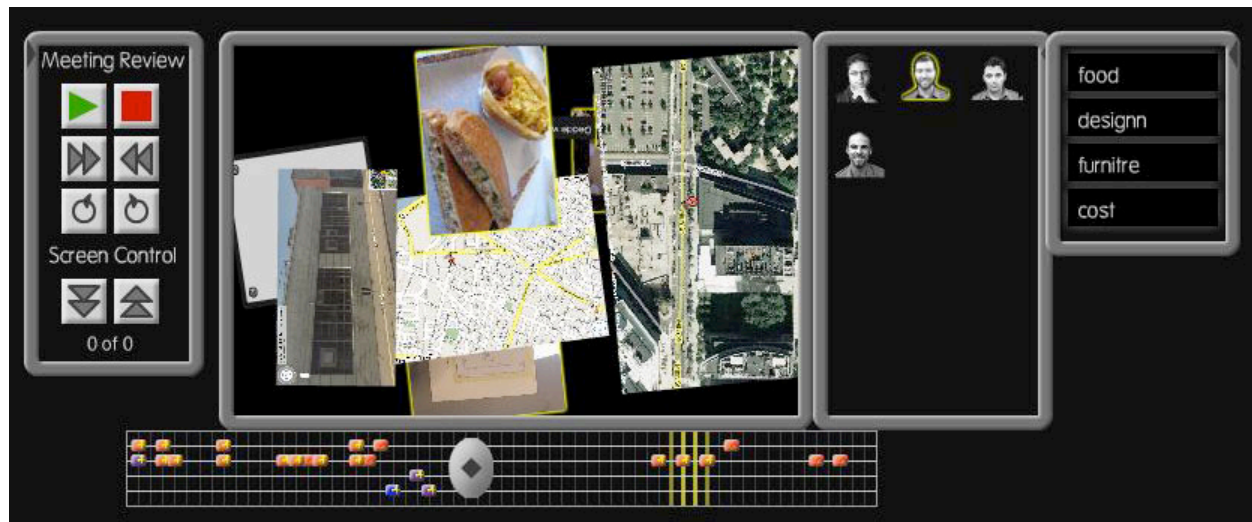 Meeting Review
Screen Control
0 of 0
food
designn
furnitre
cost